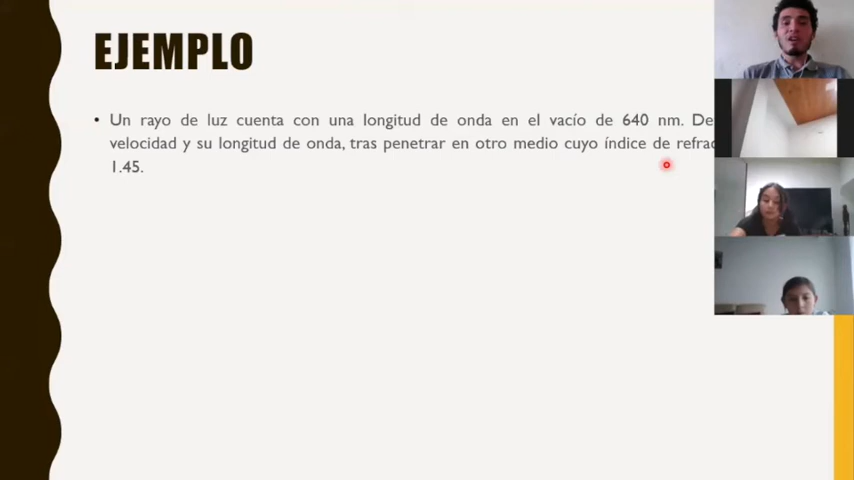 EJEMPLO
• Un rayo de luz cuenta con una longitud de onda en el vacío de 640 nm.
velocidad y su longitud de onda, tras penetrar en otro medio cuyo índice de
1.45.